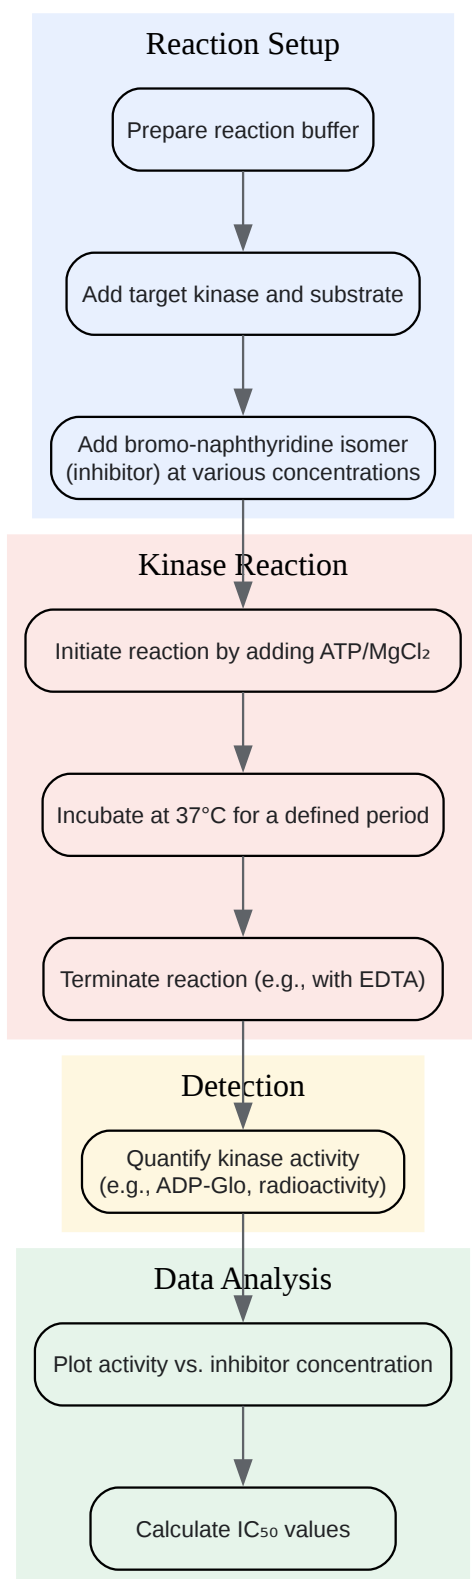 Reaction Setup
Prepare reaction buffer
Add target kinase and substrate
Add bromo-naphthyridine isomer
(inhibitor) at various concentrations
Kinase Reaction
Initiate reaction by adding ATP/MgCl₂
Incubate at 37°C for a defined period
Terminate reaction (e.g., with EDTA)
Detection
Quantify kinase activity
(e.g., ADP-Glo, radioactivity)
Data Analysis
Plot activity vs. inhibitor concentration
Calculate IC₅₀ values